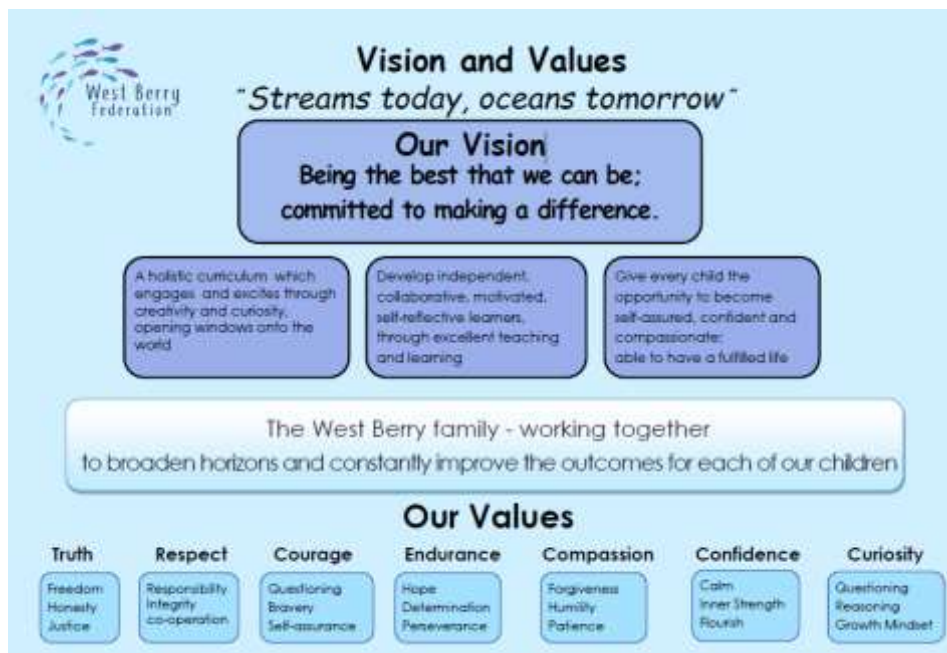 West Berry
Federation
Vision and Values
"Streams today, oceans tomorrow"
Our Vision
Being the best that we can be;
committed to making a difference.
A holistic curriculum which
engages and excites through
creativity and curiosity,
opening windows onto the
world
Develop independent,
collaborative, motivated,
self-reflective learners,
through excellent teaching
and learning
Give every child the
opportunity to become
self-assured, confident and
compassionate;
able to have a fulfilled life
The West Berry family - working together
to broaden horizons and constantly improve the outcomes for each of our children
Our Values
Truth
Freedom
Honesty
Justice
Respect
Responsibility
Integrity
co-operation
Courage
Questioning
Bravery
Self-assurance
Endurance
Hope
Determination
Perseverance
Compassion
Forgiveness
Humility
Patience
Confidence
Calm
Inner Strength
Flourish
Curiosity
Questioning
Reasoning
Growth Mindset